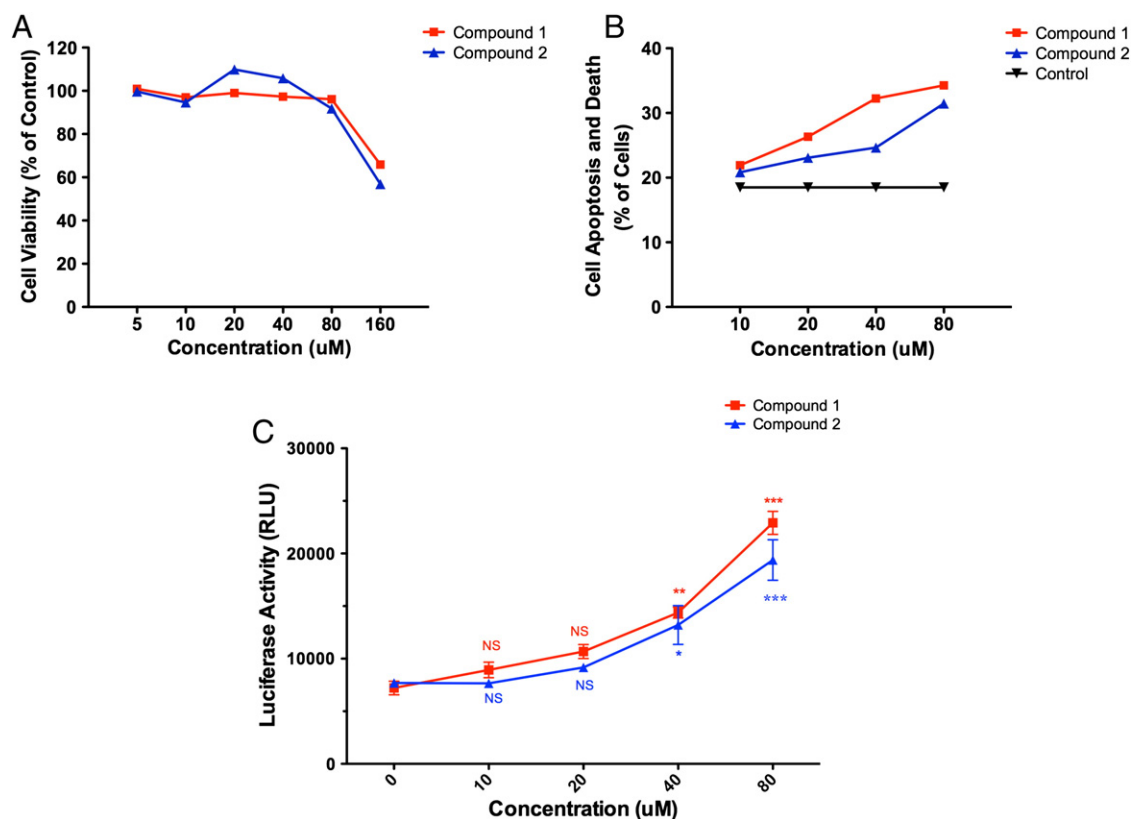 A
Compound 1
Compound 2
Cell Viability (% of Control)
120
100
80
60
40
20
0
5 10 20 40 80 160
Concentration (uM)
B
Compound 1
Compound 2
Control
Cell Apoptosis and Death
(% of Cells)
40
30
20
10
0
10 20 40 80
Concentration (uM)
C
Compound 1
Compound 2
Luciferase Activity (RLU)
30000
20000
10000
0
NS
NS
**
***
NS
NS
*
***
0 10 20 40 80
Concentration (uM)